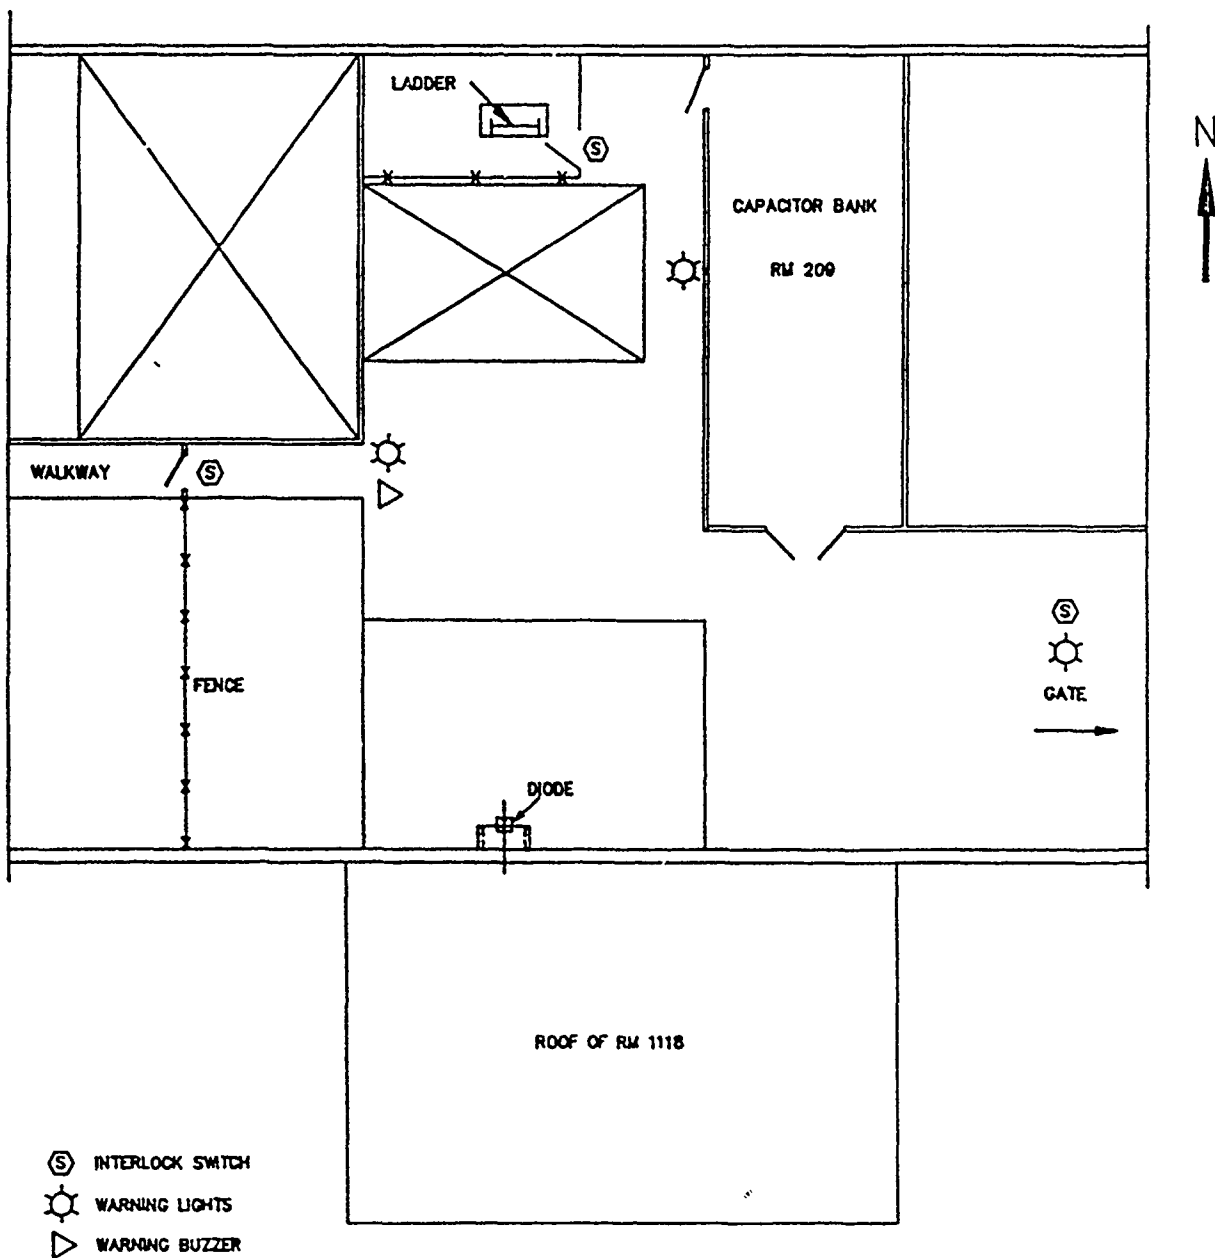 N
LADDER
S
CAPACITOR BANK
RM 209
WALKWAY
S
S
FENCE
GATE
DIODE
ROOF OF RM 1118
S INTERLOCK SWITCH
WARNING LIGHTS
WARNING BUZZER